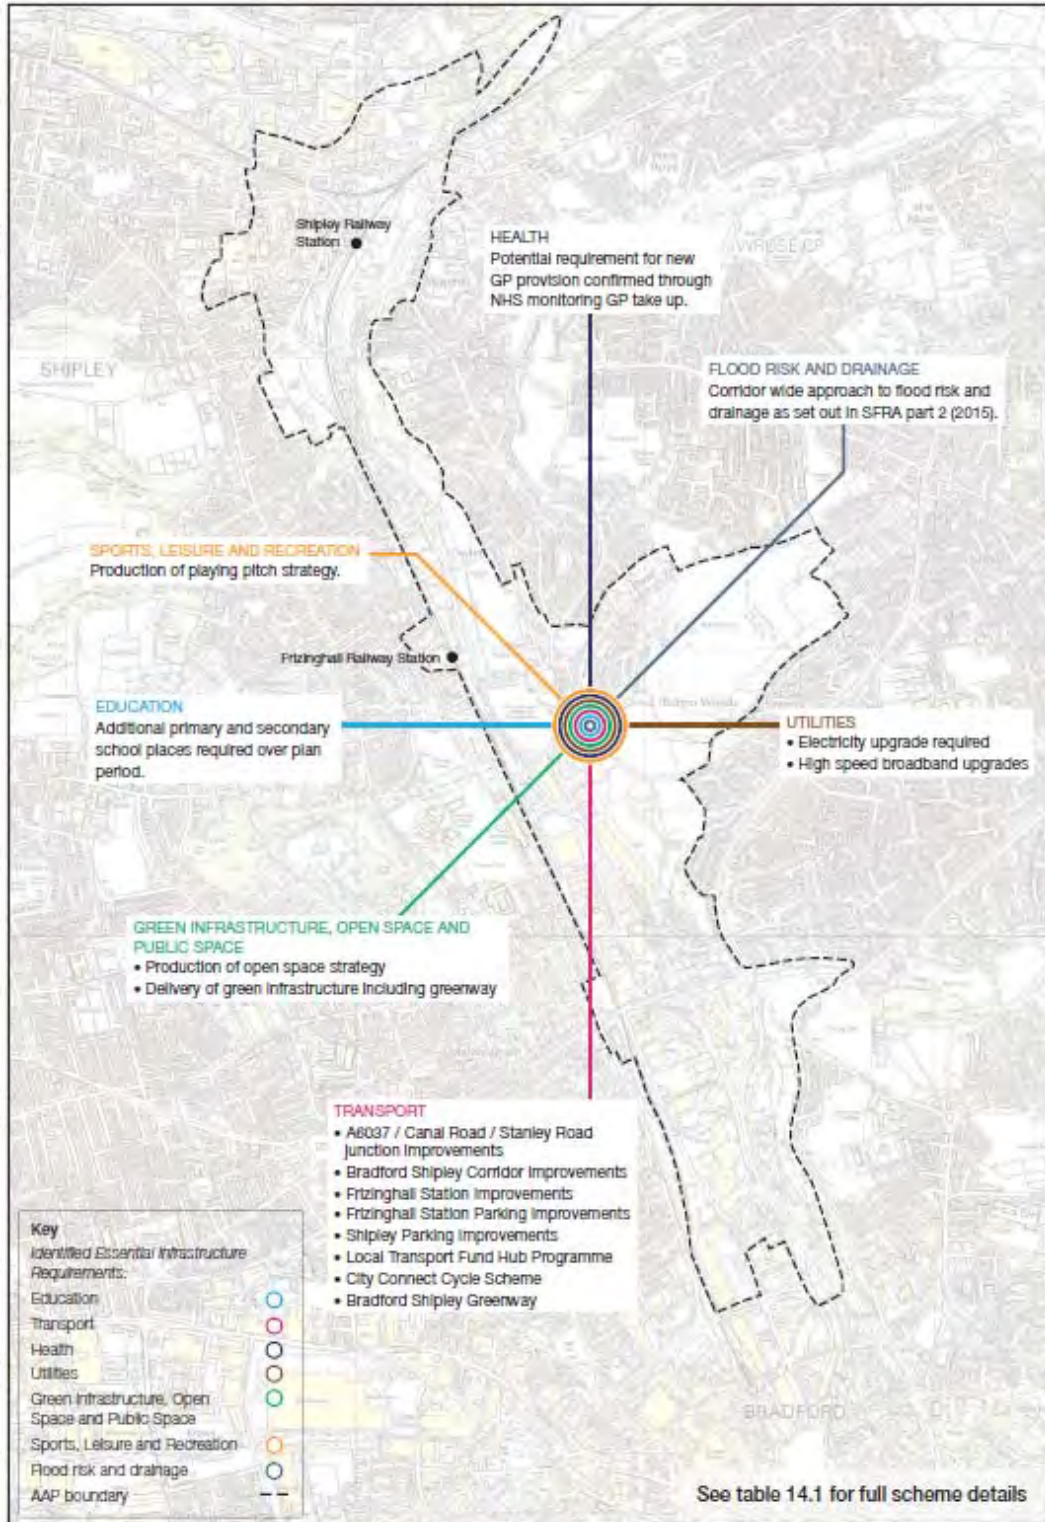 Shipley Railway
Station
HEALTH
Potential requirement for new
GP provision confirmed through
NHS monitoring GP take up.
SHIPLEY
FLOOD RISK AND DRAINAGE
Corridor wide approach to flood risk and
drainage as set out in SFRA part 2 (2015).
SPORTS, LEISURE AND RECREATION
Production of playing pitch strategy.
Frizinghall Railway Station
EDUCATION
Additional primary and secondary
school places required over plan
period.
UTILITIES
• Electricity upgrade required
• High speed broadband upgrades
GREEN INFRASTRUCTURE, OPEN SPACE AND
PUBLIC SPACE
• Production of open space strategy
• Delivery of green infrastructure including greenway
TRANSPORT
• A6037 / Canal Road / Stanley Road
junction improvements
• Bradford Shipley Corridor improvements
• Frizinghall Station improvements
• Frizinghall Station Parking improvements
• Shipley Parking improvements
• Local Transport Fund Hub Programme
• City Connect Cycle Scheme
• Bradford Shipley Greenway
Key
Identified Essential Infrastructure
Requirements:
Education
Transport
Health
Utilities
Green Infrastructure, Open
Space and Public Space
Sports, Leisure and Recreation
Flood risk and drainage
AAP boundary
BRADFORD
See table 14.1 for full scheme details